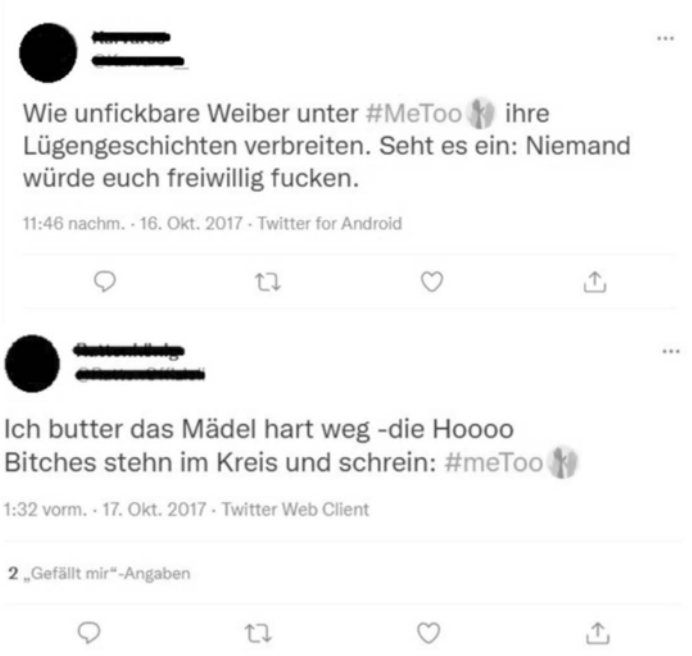 Wie unfickbare Weiber unter #MeToo ihre
Lügengeschichten verbreiten. Seht es ein: Niemand
würde euch freiwillig fucken.
11:46 nachm. · 16. Okt. 2017 · Twitter for Android
Ich butter das Mädel hart weg -die Hoooo
Bitches stehn im Kreis und schrein: #meToo
1:32 vorm. · 17. Okt. 2017 · Twitter Web Client
2 „Gefällt mir“-Angaben